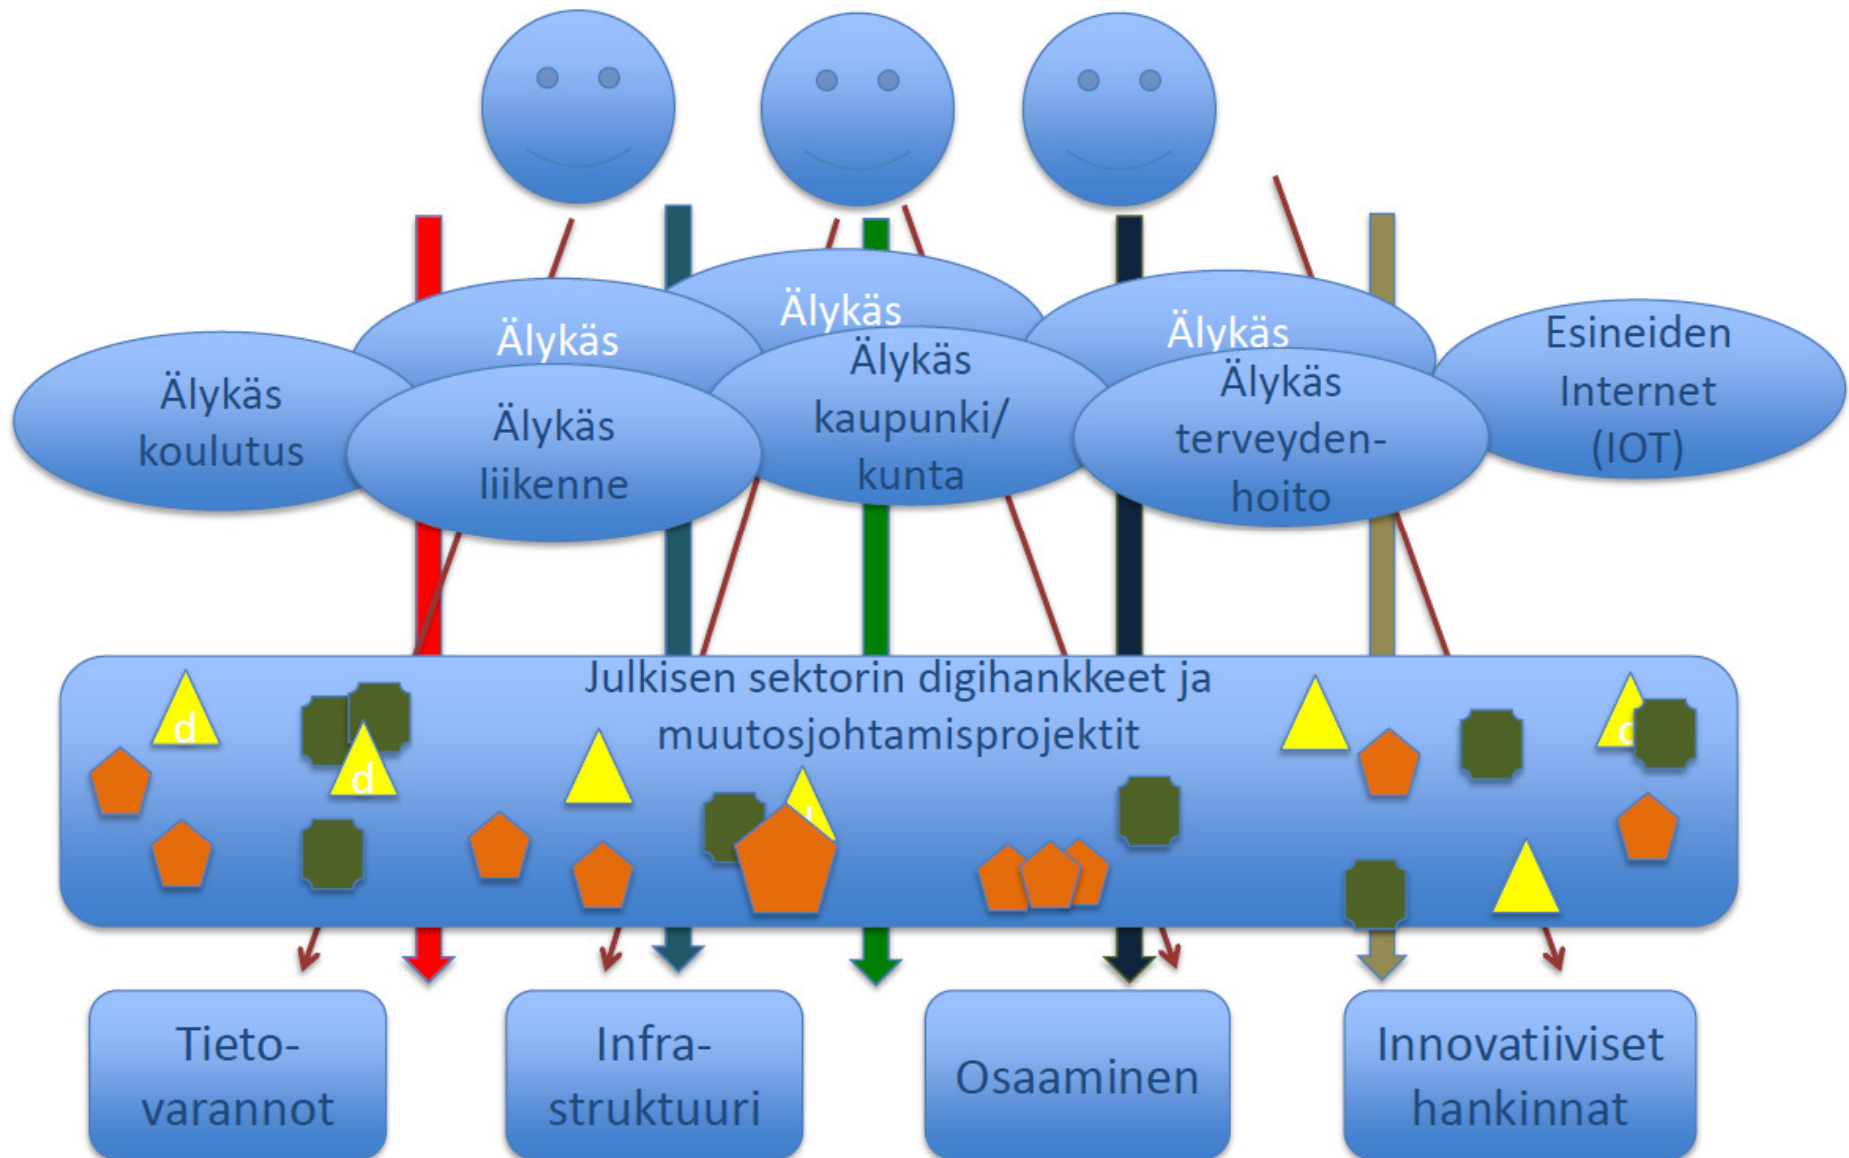 Älykäs
Älykäs
Älykäs
Älykäs
koulutus
Älykäs
liikenne
Älykäs
kaupunki/
kunta
Älykäs
terveyden-
hoito
Esineiden
Internet
(IOT)
Julkisen sektorin digihankkeet ja
muutosjohtamisprojektit
d
d
d
Tieto-
varannot
Infra-
struktuuri
Osaaminen
Innovatiiviset
hankinnat